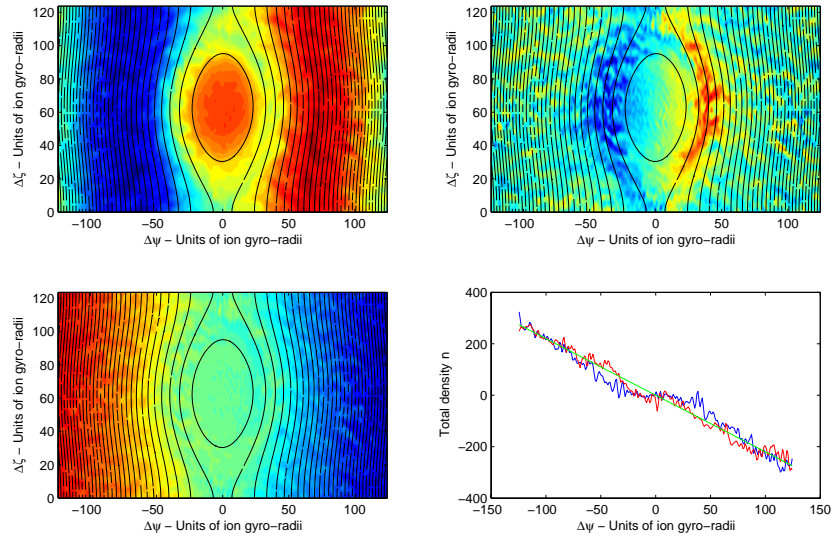 120
100
80
60
40
20
0
−100 −50 0 50 100
Δζ − Units of ion gyro−radii
Δψ − Units of ion gyro−radii
120
100
80
60
40
20
0
−100 −50 0 50 100
Δζ − Units of ion gyro−radii
Δψ − Units of ion gyro−radii
120
100
80
60
40
20
0
−100 −50 0 50 100
Δζ − Units of ion gyro−radii
Δψ − Units of ion gyro−radii
400
200
0
−200
−400
−150 −100 −50 0 50 100 150
Total density n
Δψ − Units of ion gyro−radii